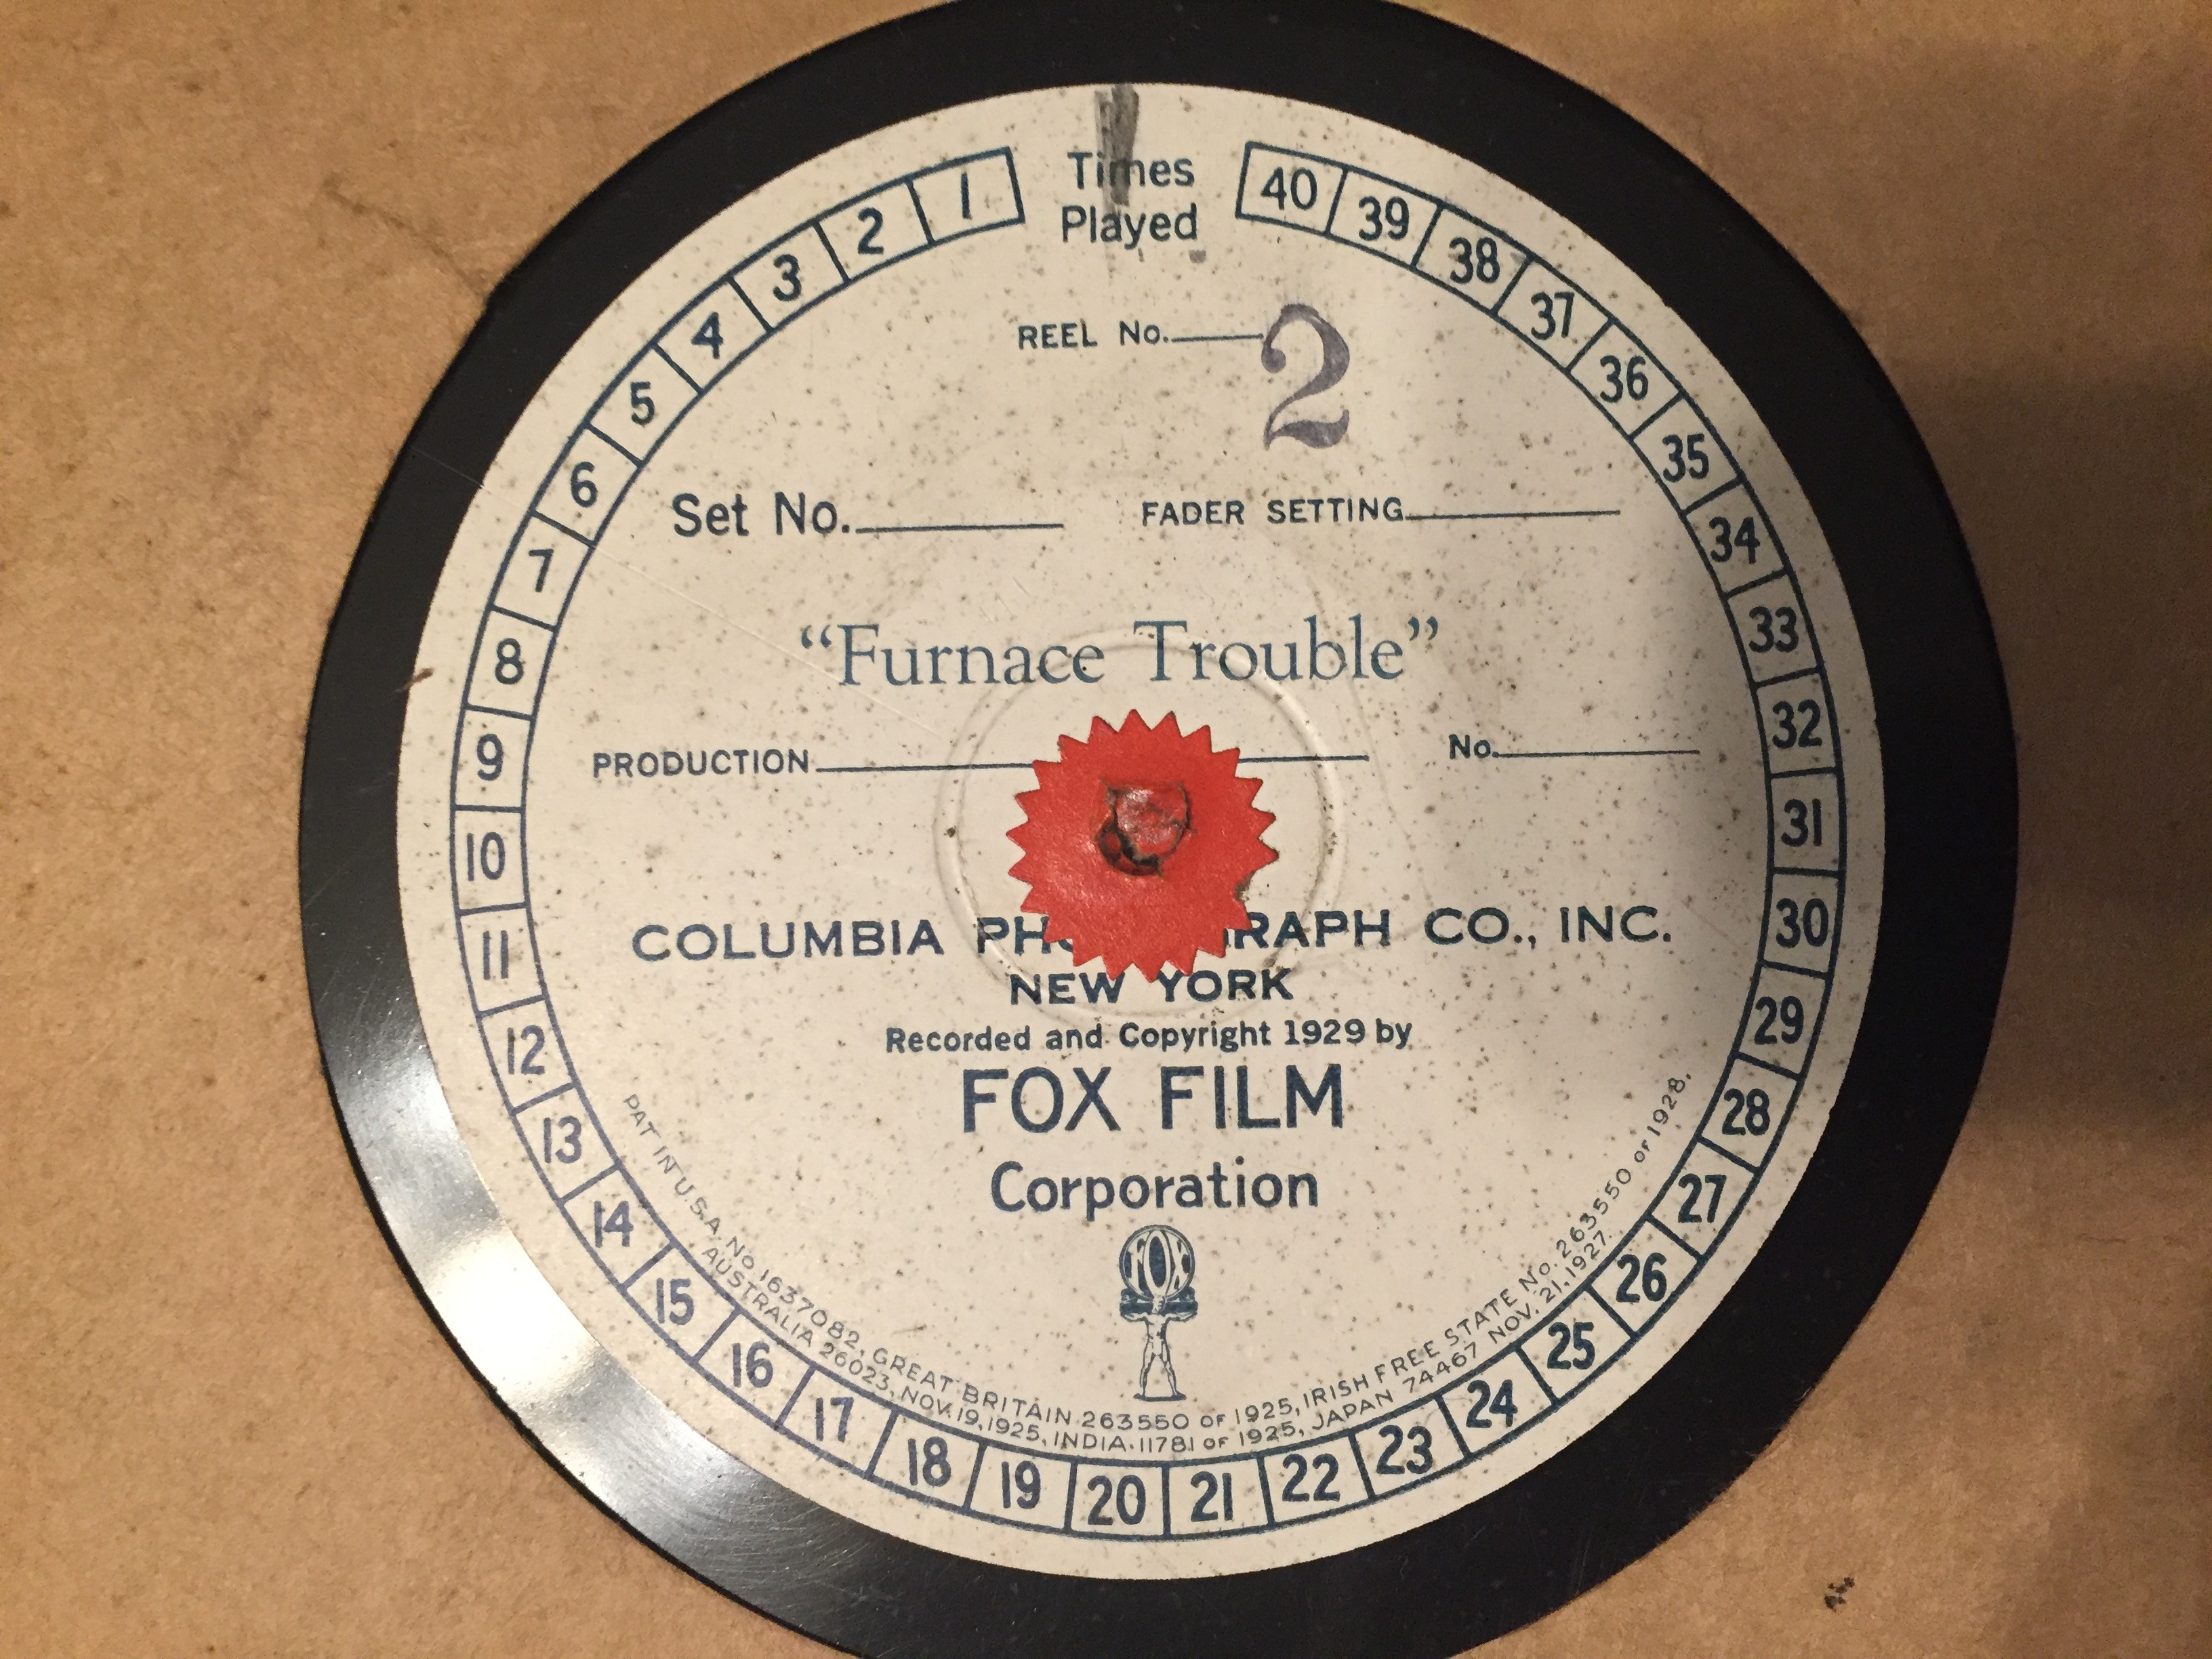 Times
Played
1 2 3 4 5 6 7 8 9 10 11 12 13 14 15 16 17 18 19 20 21 22 23 24 25 26 27 28 29 30 31 32 33 34 35 36 37 38 39 40
REEL No. 2
Set No. FADER SETTING
“Furnace Trouble”
PRODUCTION No.
COLUMBIA CO., INC.
NEW YORK
Recorded and Copyright 1929 by
FOX FILM
Corporation
FOX
PAT IN U.S.A. No 1637082, GREAT BRITAIN 263550 OF 1925, IRISH FREE STATE No. 263550 OF 1928.
AUSTRALIA 26023, NOV. 19, 1925, INDIA 11781 OF 1925, JAPAN 74467 NOV. 21, 1927.